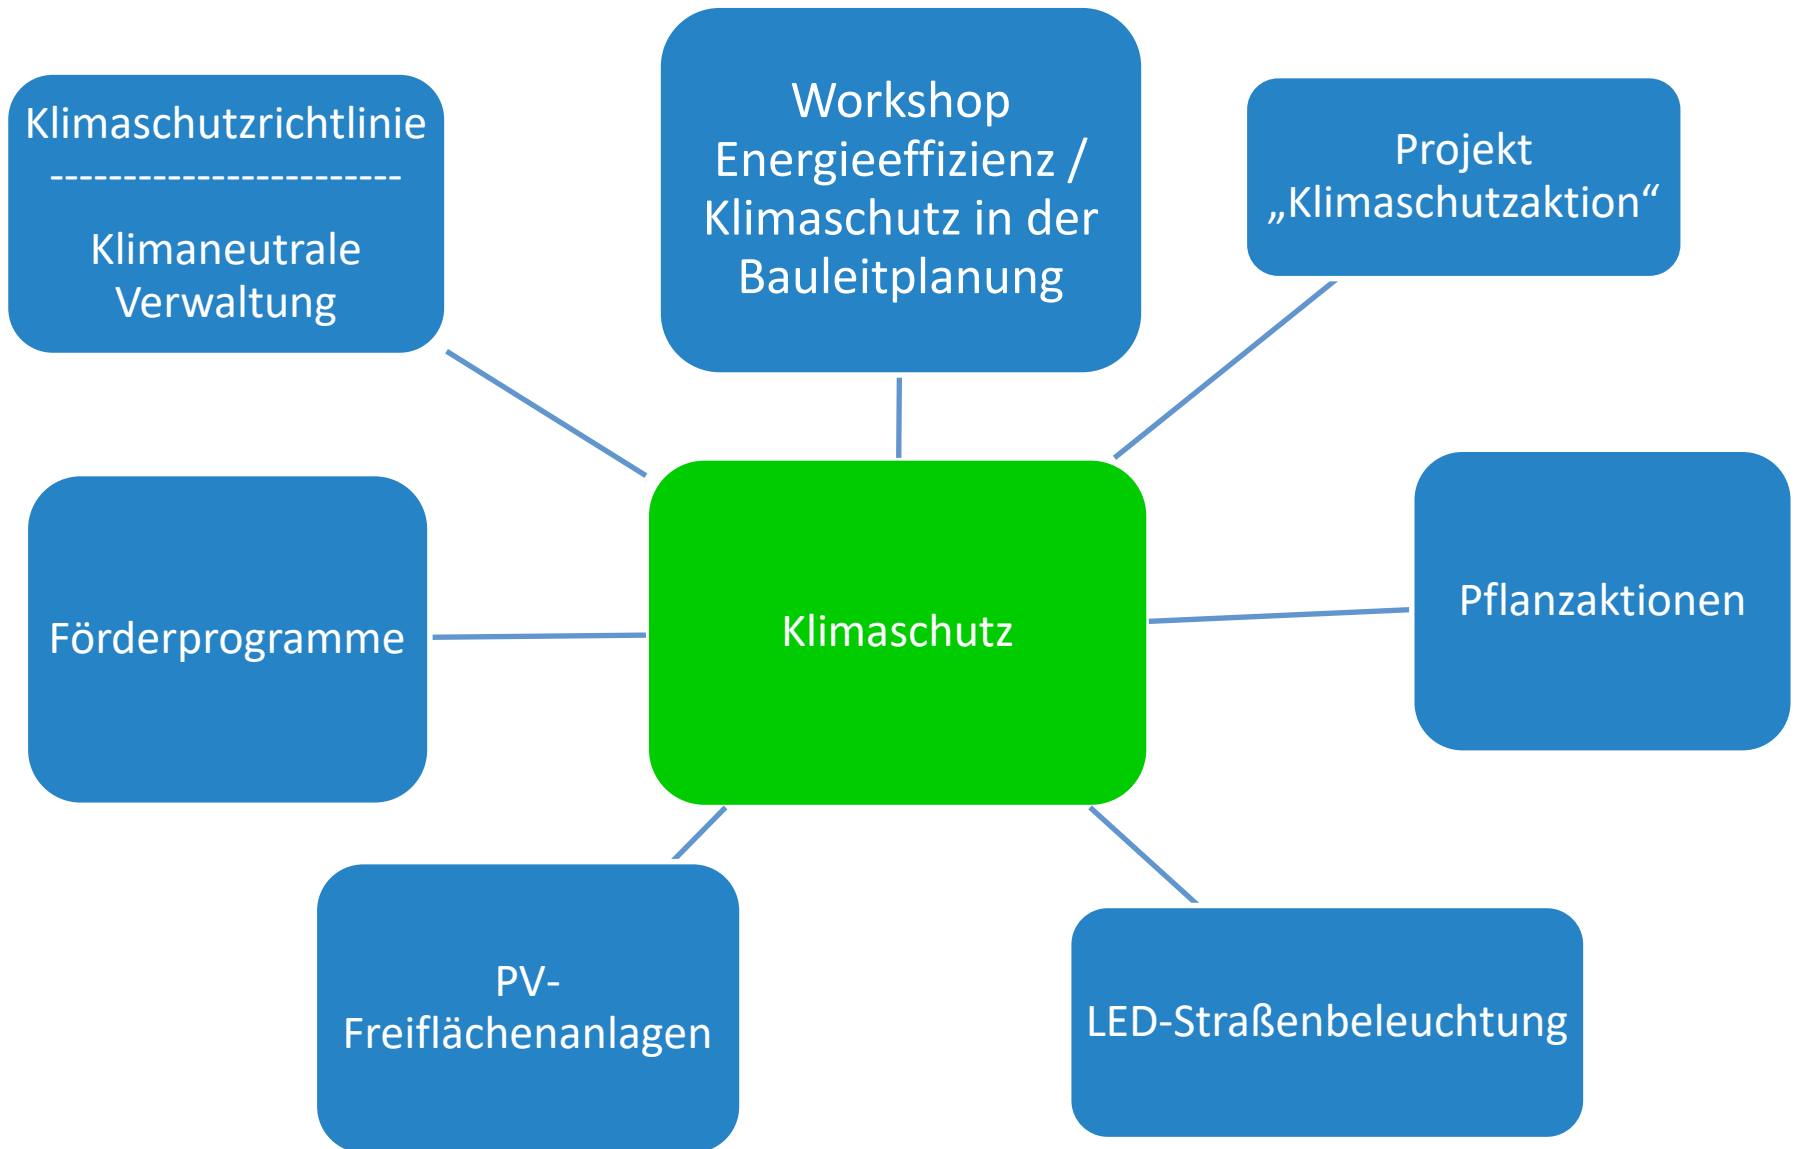 Klimaschutzrichtlinie
------------------------
Klimaneutrale
Verwaltung
Workshop
Energieeffizienz /
Klimaschutz in der
Bauleitplanung
Projekt
„Klimaschutzaktion“
Förderprogramme
Klimaschutz
Pflanzaktionen
PV-
Freiflächenanlagen
LED-Straßenbeleuchtung